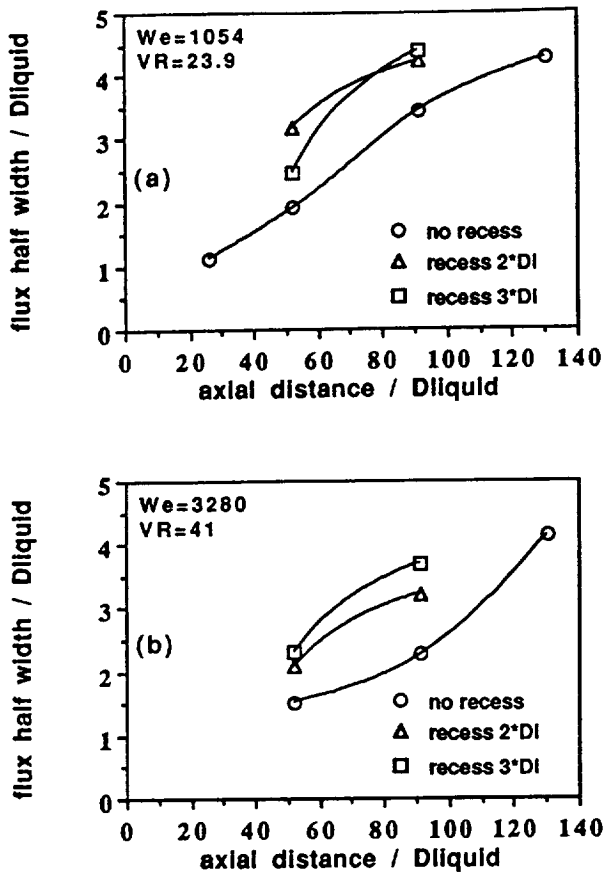 flux half width / Dliquid
5
4
3
2
1
0
We=1054
VR=23.9
(a)
no recess
recess 2*Dl
recess 3*Dl
0 20 40 60 80 100 120 140
axial distance / Dliquid
flux half width / Dliquid
5
4
3
2
1
0
We=3280
VR=41
(b)
no recess
recess 2*Dl
recess 3*Dl
0 20 40 60 80 100 120 140
axial distance / Dliquid